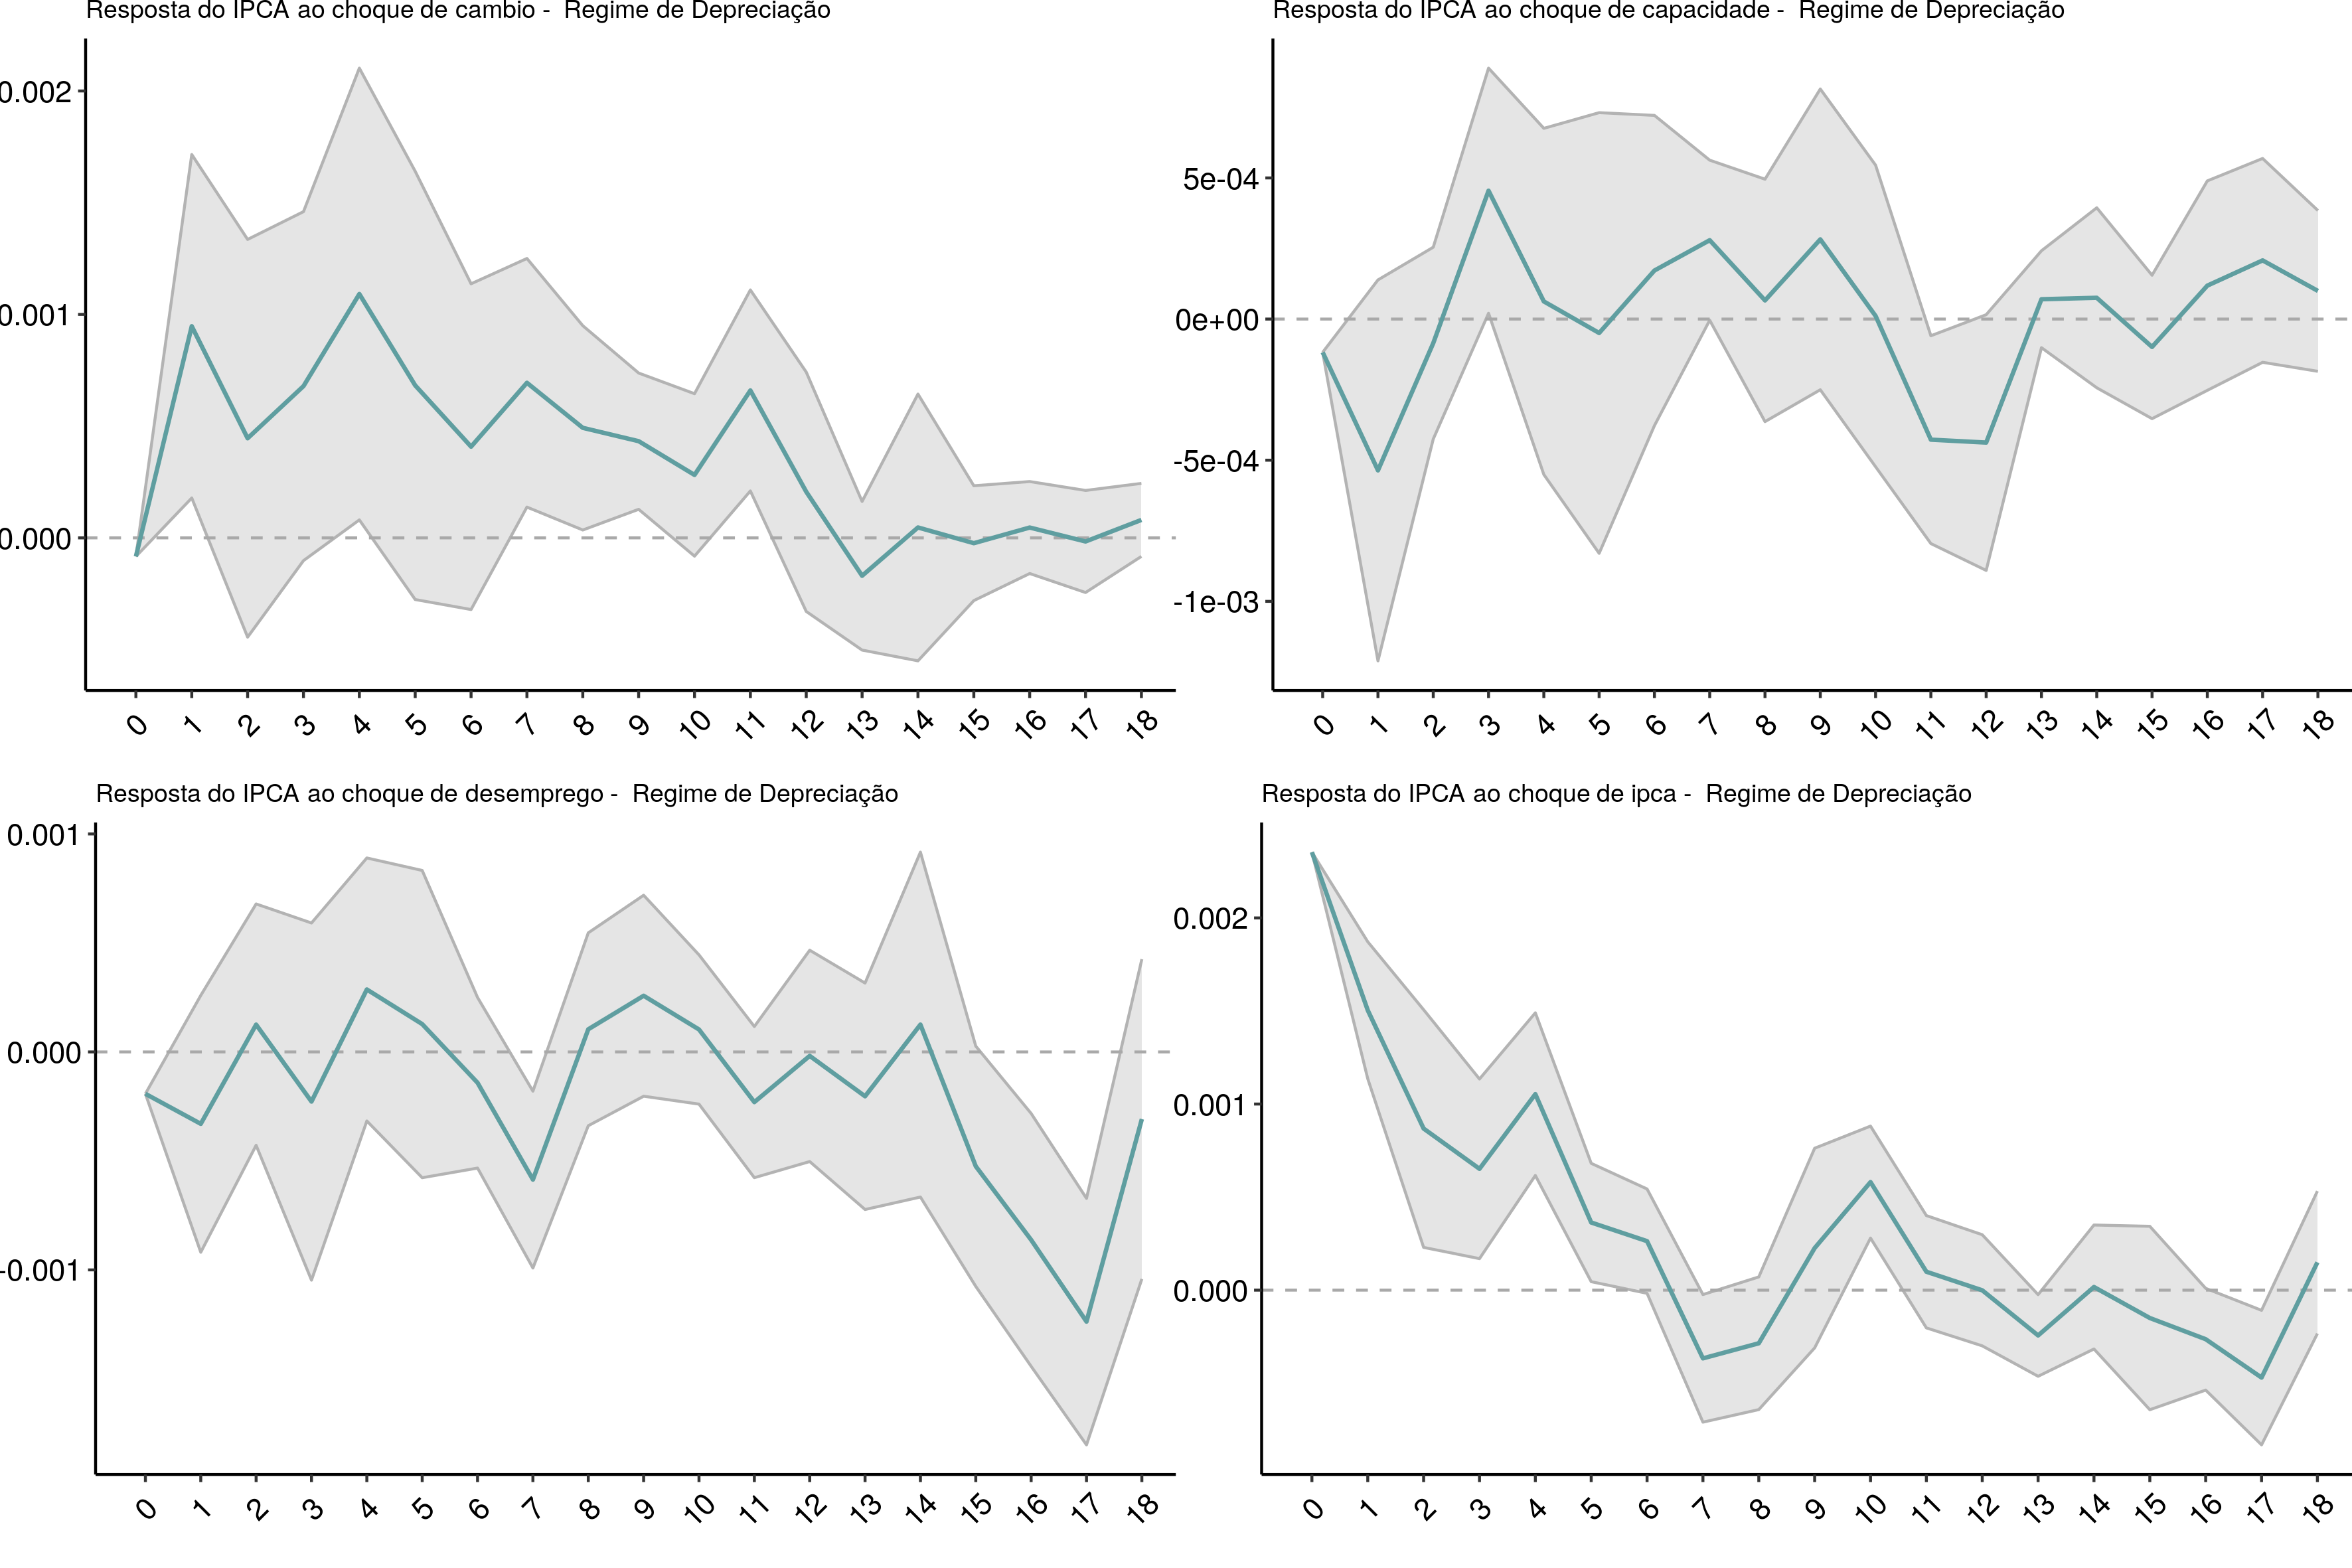 Resposta do IPCA ao choque de cambio -  Regime de Depreciação
0.002
0.001
0.000
0 1 2 3 4 5 6 7 8 9 10 11 12 13 14 15 16 17 18
Resposta do IPCA ao choque de capacidade -  Regime de Depreciação
5e-04
0e+00
-5e-04
-1e-03
0 1 2 3 4 5 6 7 8 9 10 11 12 13 14 15 16 17 18
Resposta do IPCA ao choque de desemprego -  Regime de Depreciação
0.001
0.000
-0.001
0 1 2 3 4 5 6 7 8 9 10 11 12 13 14 15 16 17 18
Resposta do IPCA ao choque de ipca -  Regime de Depreciação
0.002
0.001
0.000
0 1 2 3 4 5 6 7 8 9 10 11 12 13 14 15 16 17 18